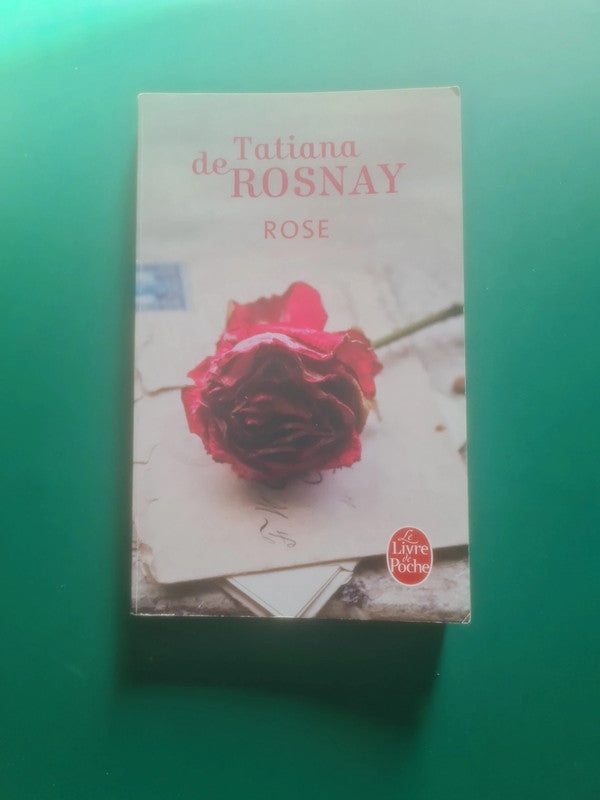 Tatiana
de ROSNAY
ROSE
Le
Livre
de
Poche